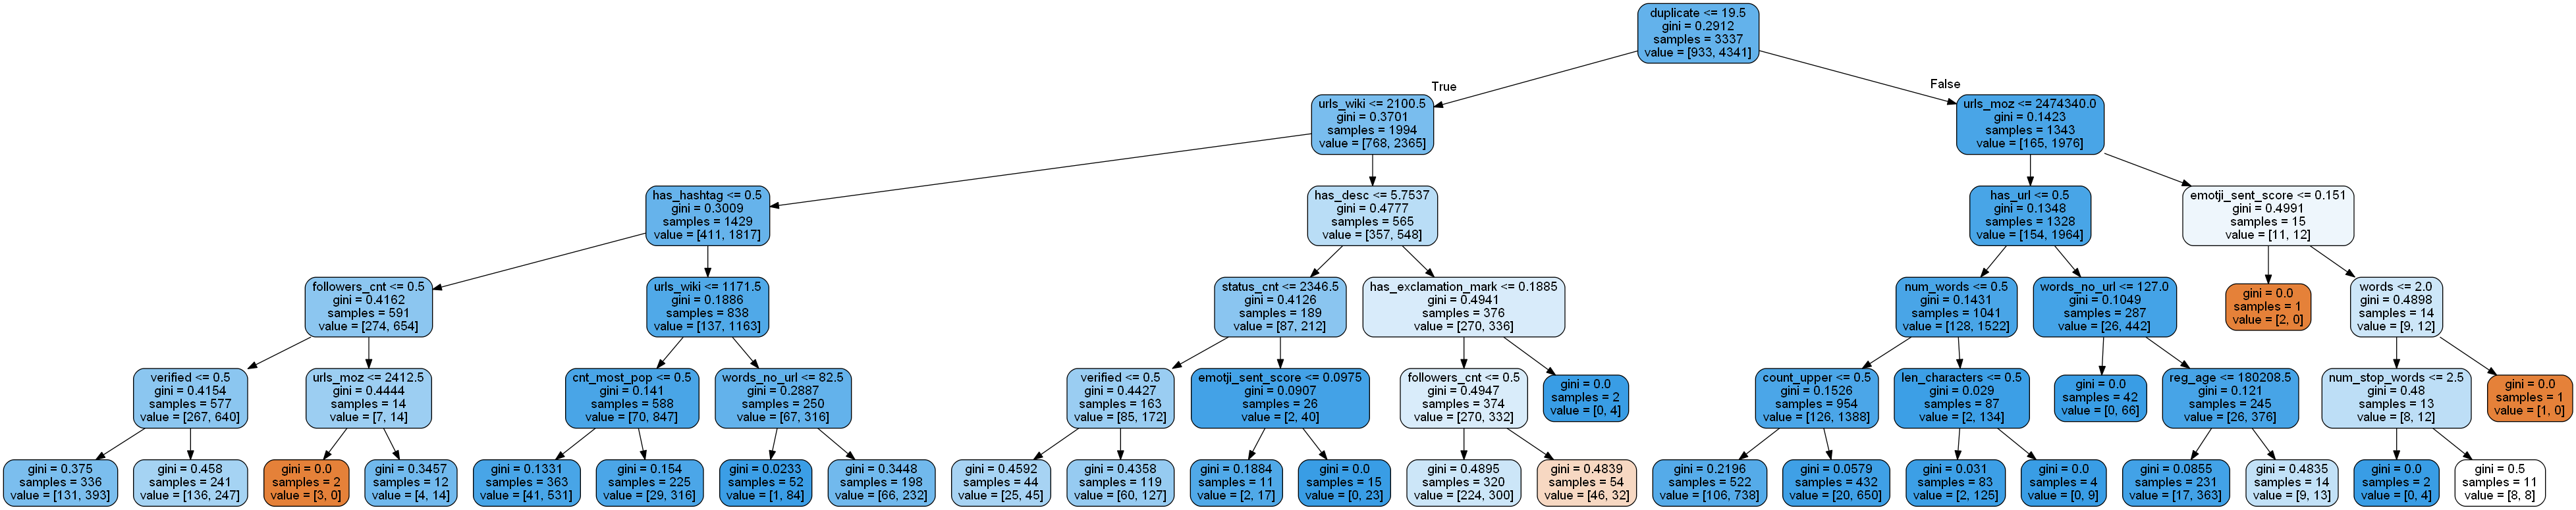 duplicate <= 19.5
gini = 0.2912
samples = 3337
value = [933, 4341]
True
False
urls_wiki <= 2100.5
gini = 0.3701
samples = 1994
value = [768, 2365]
urls_moz <= 2474340.0
gini = 0.1423
samples = 1343
value = [165, 1976]
has_hashtag <= 0.5
gini = 0.3009
samples = 1429
value = [411, 1817]
has_desc <= 5.7537
gini = 0.4777
samples = 565
value = [357, 548]
has_url <= 0.5
gini = 0.1348
samples = 1328
value = [154, 1964]
emotji_sent_score <= 0.151
gini = 0.4991
samples = 15
value = [11, 12]
followers_cnt <= 0.5
gini = 0.4162
samples = 591
value = [274, 654]
urls_wiki <= 1171.5
gini = 0.1886
samples = 838
value = [137, 1163]
status_cnt <= 2346.5
gini = 0.4126
samples = 189
value = [87, 212]
has_exclamation_mark <= 0.1885
gini = 0.4941
samples = 376
value = [270, 336]
num_words <= 0.5
gini = 0.1431
samples = 1041
value = [128, 1522]
words_no_url <= 127.0
gini = 0.1049
samples = 287
value = [26, 442]
gini = 0.0
samples = 1
value = [2, 0]
words <= 2.0
gini = 0.4898
samples = 14
value = [9, 12]
verified <= 0.5
gini = 0.4154
samples = 577
value = [267, 640]
urls_moz <= 2412.5
gini = 0.4444
samples = 14
value = [7, 14]
cnt_most_pop <= 0.5
gini = 0.141
samples = 588
value = [70, 847]
words_no_url <= 82.5
gini = 0.2887
samples = 250
value = [67, 316]
verified <= 0.5
gini = 0.4427
samples = 163
value = [85, 172]
emotji_sent_score <= 0.0975
gini = 0.0907
samples = 26
value = [2, 40]
followers_cnt <= 0.5
gini = 0.4947
samples = 374
value = [270, 332]
gini = 0.0
samples = 2
value = [0, 4]
count_upper <= 0.5
gini = 0.1526
samples = 954
value = [126, 1388]
len_characters <= 0.5
gini = 0.029
samples = 87
value = [2, 134]
gini = 0.0
samples = 42
value = [0, 66]
reg_age <= 180208.5
gini = 0.121
samples = 245
value = [26, 376]
num_stop_words <= 2.5
gini = 0.48
samples = 13
value = [8, 12]
gini = 0.0
samples = 1
value = [1, 0]
gini = 0.375
samples = 336
value = [131, 393]
gini = 0.458
samples = 241
value = [136, 247]
gini = 0.0
samples = 2
value = [3, 0]
gini = 0.3457
samples = 12
value = [4, 14]
gini = 0.1331
samples = 363
value = [41, 531]
gini = 0.154
samples = 225
value = [29, 316]
gini = 0.0233
samples = 52
value = [1, 84]
gini = 0.3448
samples = 198
value = [66, 232]
gini = 0.4592
samples = 44
value = [25, 45]
gini = 0.4358
samples = 119
value = [60, 127]
gini = 0.1884
samples = 11
value = [2, 17]
gini = 0.0
samples = 15
value = [0, 23]
gini = 0.4895
samples = 320
value = [224, 300]
gini = 0.4839
samples = 54
value = [46, 32]
gini = 0.2196
samples = 522
value = [106, 738]
gini = 0.0579
samples = 432
value = [20, 650]
gini = 0.031
samples = 83
value = [2, 125]
gini = 0.0
samples = 4
value = [0, 9]
gini = 0.0855
samples = 231
value = [17, 363]
gini = 0.4835
samples = 14
value = [9, 13]
gini = 0.0
samples = 2
value = [0, 4]
gini = 0.5
samples = 11
value = [8, 8]